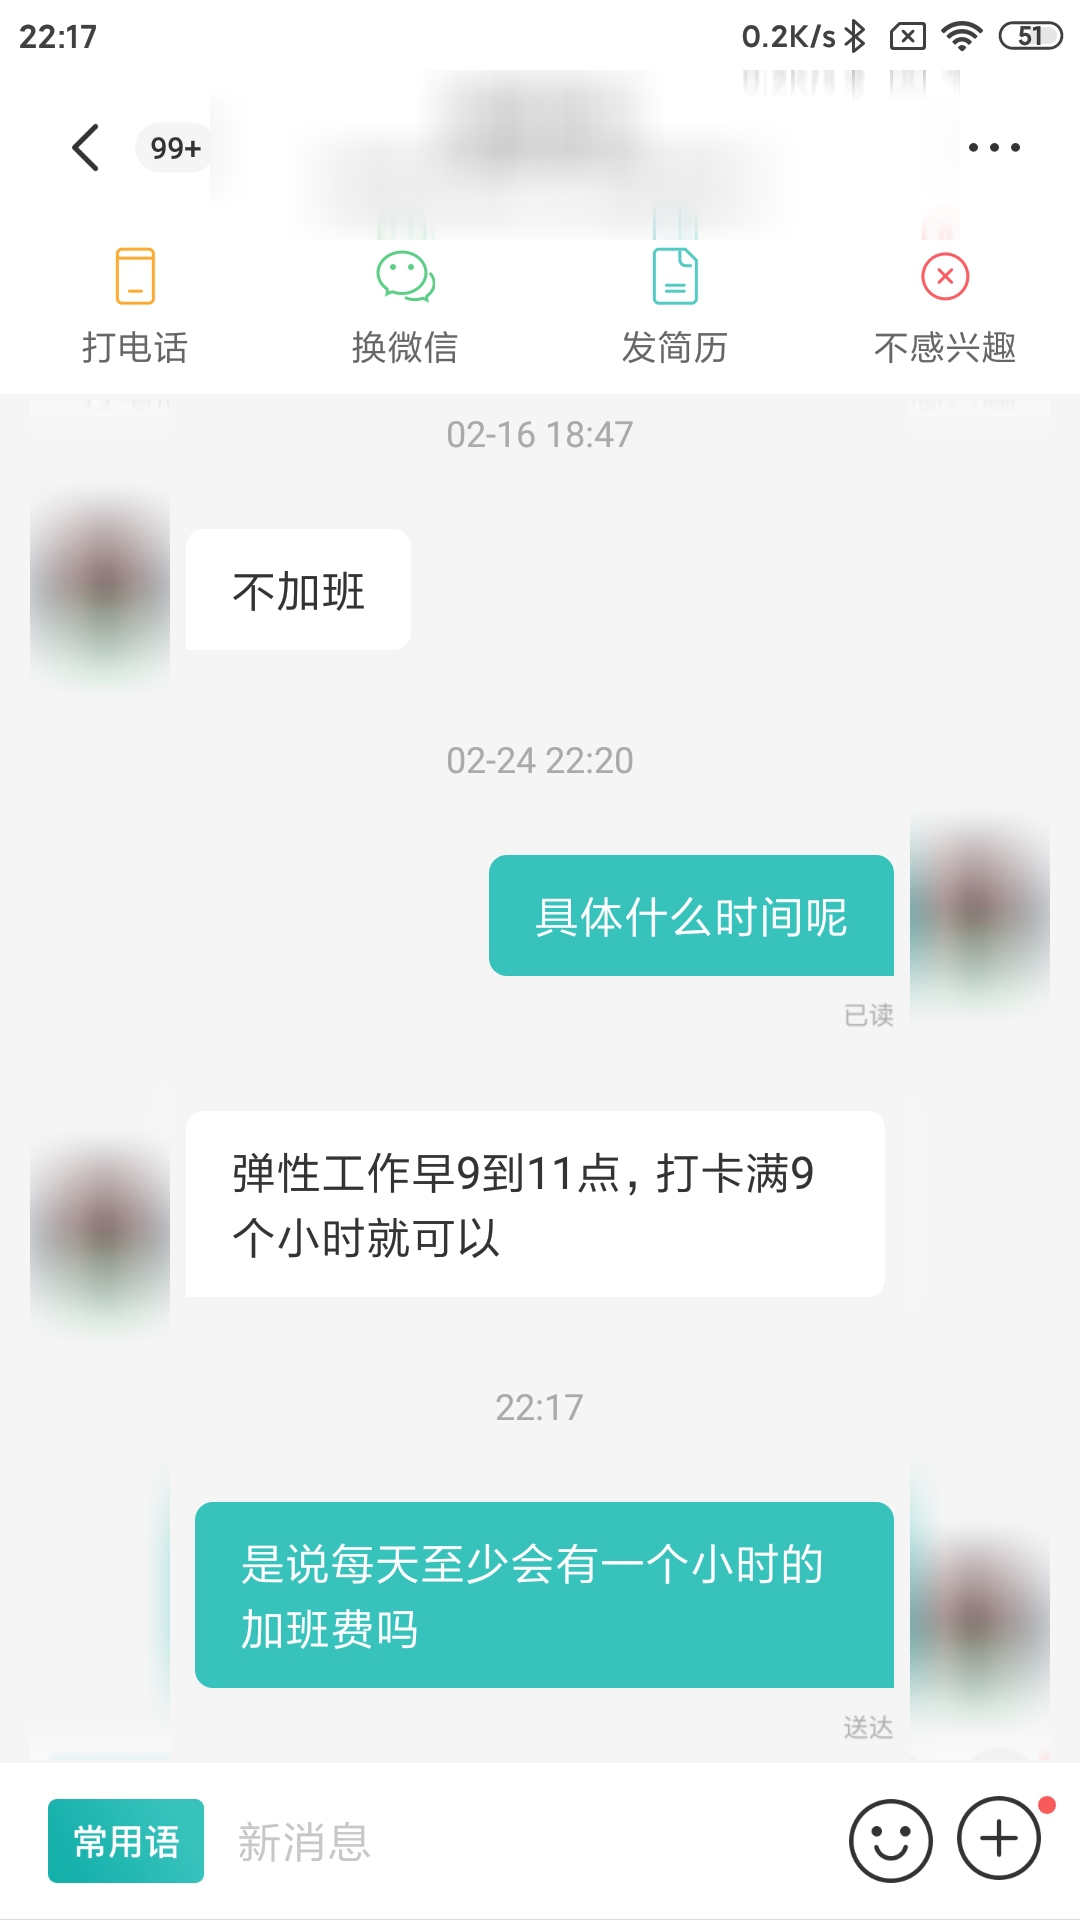 22:17
0.2K/s
51
99+
打电话
换微信
发简历
不感兴趣
02-16 18:47
不加班
02-24 22:20
具体什么时间呢
已读
弹性工作早9到11点，打卡满9
个小时就可以
22:17
是说每天至少会有一个小时的
加班费吗
送达
常用语
新消息